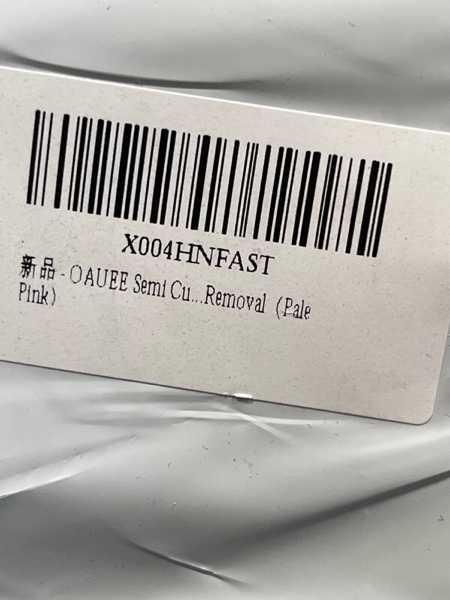 X004HNFAST
新品 - OAUEE Semi Cu...Removal (Pale
Pink)